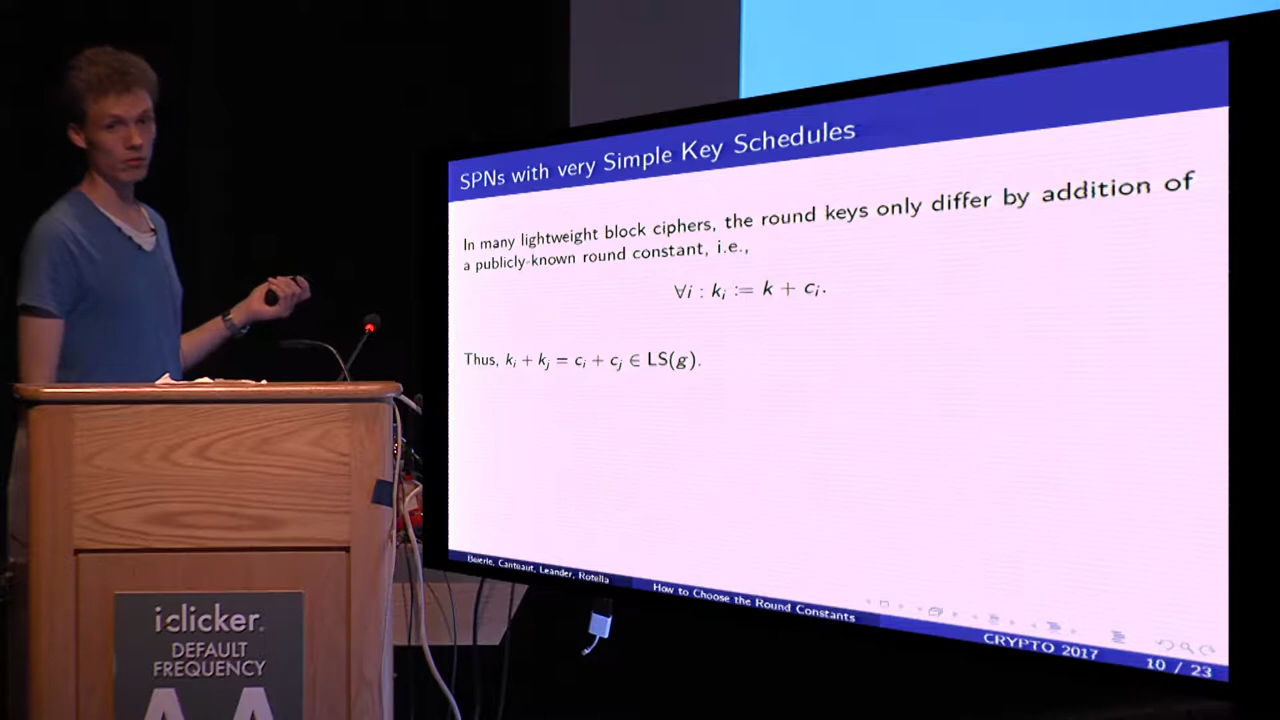 SPNs with very Simple Key Schedules
In many lightweight block ciphers, the round keys only differ by addition of
a publicly-known round constant, i.e.,
∀i : kᵢ := k + cᵢ.
Thus, kᵢ + kⱼ = cᵢ + cⱼ ∈ LS(g).
Beierle, Canteaut, Leander, Rotella
How to Choose the Round Constants
CRYPTO 2017
10 / 23
iclicker.
DEFAULT
FREQUENCY
AA